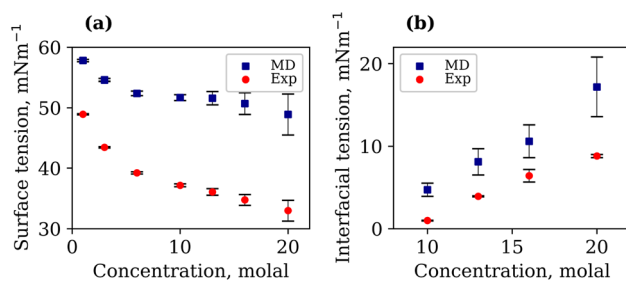 (a)
Surface tension, mNm⁻¹
60
50
40
30
MD
Exp
0
10
20
Concentration, molal
(b)
Interfacial tension, mNm⁻¹
20
10
0
MD
Exp
10
15
20
Concentration, molal